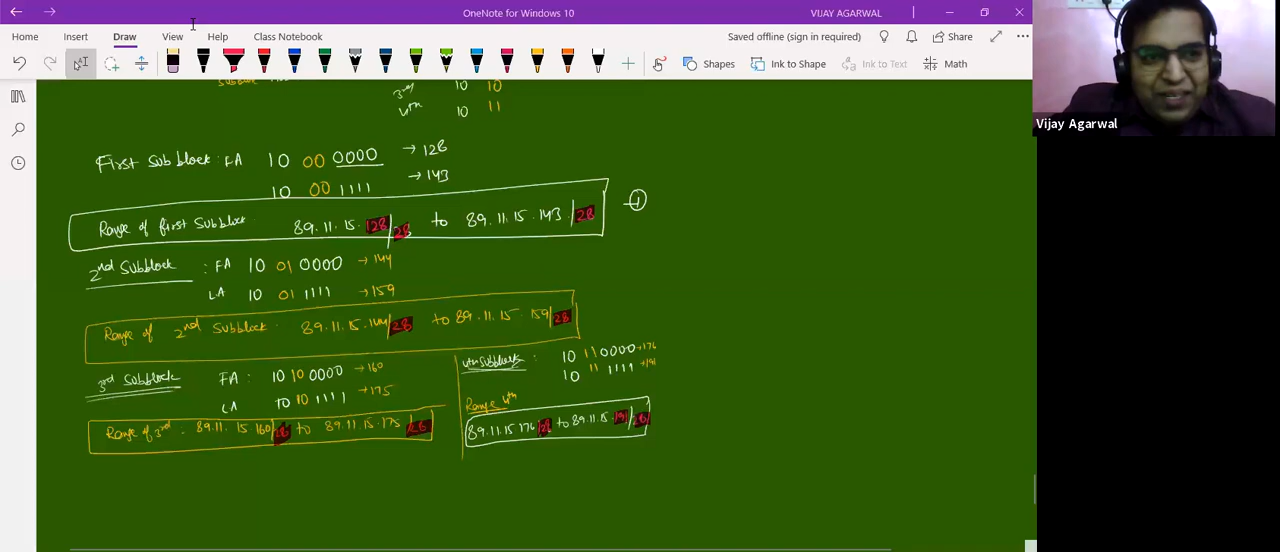 OneNote for Windows 10
VIJAY AGARWAL
Home Insert Draw View Help Class Notebook
Saved offline (sign in required) Share
Shapes Ink to Shape Ink to Text Math
Vijay Agarwal
3rd 10 10
4th 10 11
First Sub block: FA 10 00 0000 → 128
10 00 1111 → 143
Range of first Subblock: 89.11.15.128/28 to 89.11.15.143/28
2nd Subblock : FA 10 01 0000 → 144
LA 10 01 1111 → 159
Range of 2nd Subblock: 89.11.15.144/28 to 89.11.15.159/28
3rd Subblock FA: 10 10 0000 → 160
LA 10 10 1111 → 175
Range of 3rd: 89.11.15 160/28 to 89.11.15.175/28
4th Subblock : 10 11 0000 → 176
10 11 1111 → 191
Range 4th
89.11.15 176/28 to 89.11.15.191/28